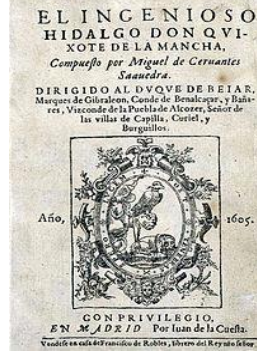 EL INGENIOSO
HIDALGO DON QVI-
XOTE DE LA MANCHA,
Compuesto por Miguel de Ceruantes
Saauedra.
DIRIGIDO AL DVQVE DE BEIAR,
Marques de Gibraleon, Conde de Benalcaçar, y Baña-
res, Vizconde de la Puebla de Alcozer, Señor de
las villas de Capilla, Curiel, y
Burguillos.
Año, 1605.
CON PRIVILEGIO,
EN MADRID Por Iuan de la Cuesta.
Vendese en casa de Francisco de Robles, librero del Rey nro señor.